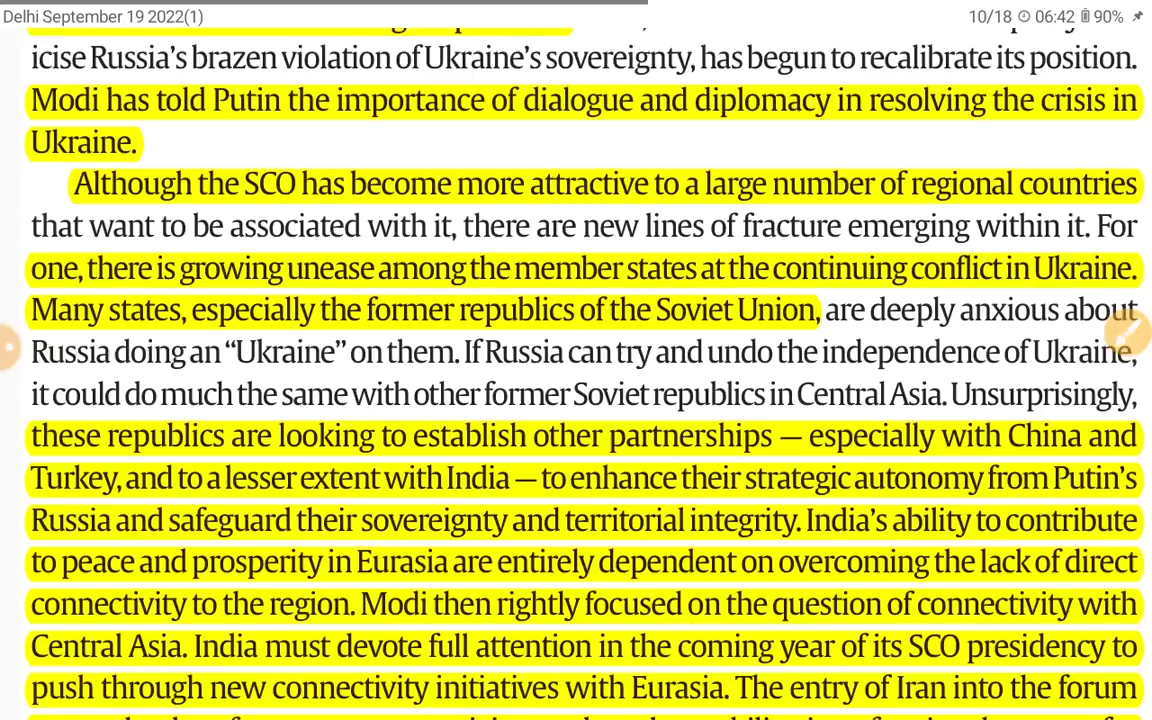 Delhi September 19 2022(1)
10/18 06:42 90%
icise Russia's brazen violation of Ukraine's sovereignty, has begun to recalibrate its position.
Modi has told Putin the importance of dialogue and diplomacy in resolving the crisis in
Ukraine.
Although the SCO has become more attractive to a large number of regional countries
that want to be associated with it, there are new lines of fracture emerging within it. For
one, there is growing unease among the member states at the continuing conflict in Ukraine.
Many states, especially the former republics of the Soviet Union, are deeply anxious about
Russia doing an “Ukraine” on them. If Russia can try and undo the independence of Ukraine,
it could do much the same with other former Soviet republics in Central Asia. Unsurprisingly,
these republics are looking to establish other partnerships — especially with China and
Turkey, and to a lesser extent with India — to enhance their strategic autonomy from Putin's
Russia and safeguard their sovereignty and territorial integrity. India's ability to contribute
to peace and prosperity in Eurasia are entirely dependent on overcoming the lack of direct
connectivity to the region. Modi then rightly focused on the question of connectivity with
Central Asia. India must devote full attention in the coming year of its SCO presidency to
push through new connectivity initiatives with Eurasia. The entry of Iran into the forum